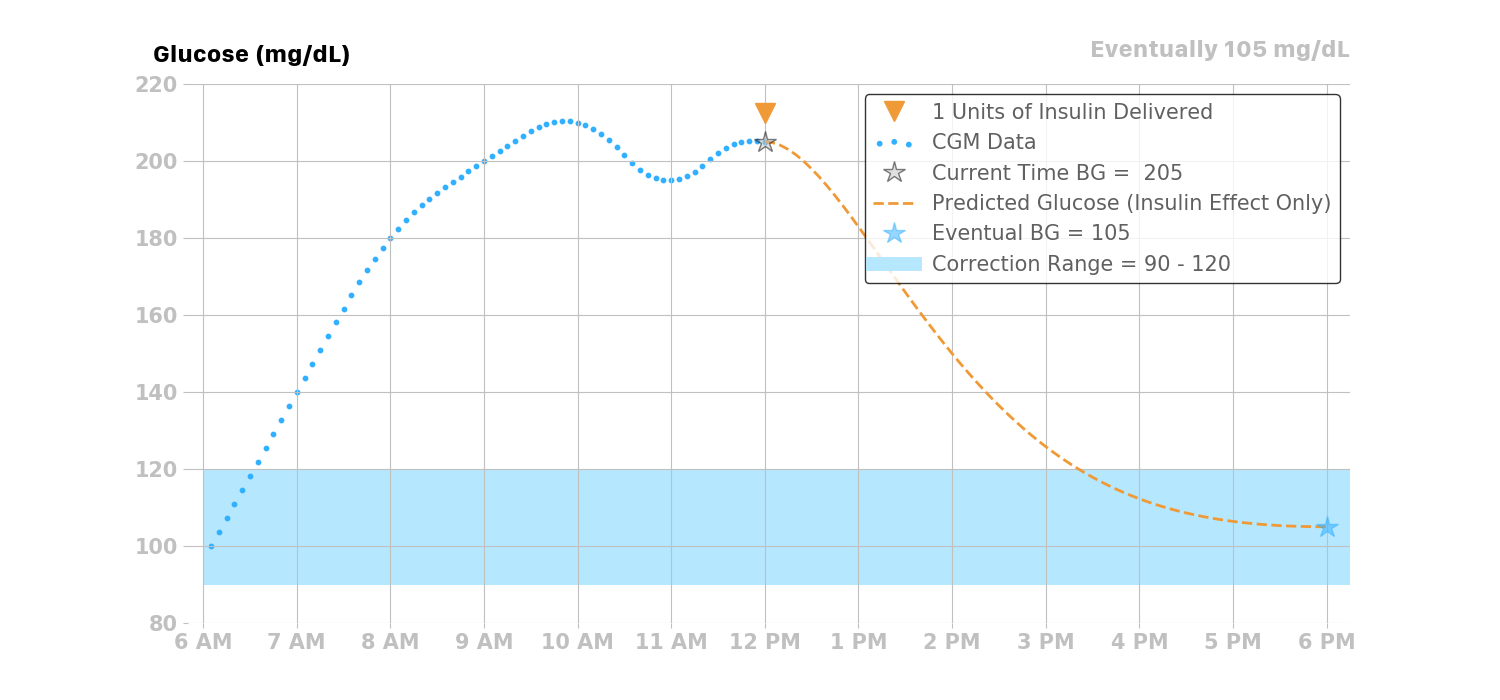 Glucose (mg/dL)
Eventually 105 mg/dL
220
200
180
160
140
120
100
80
1 Units of Insulin Delivered
CGM Data
Current Time BG =  205
Predicted Glucose (Insulin Effect Only)
Eventual BG = 105
Correction Range = 90 - 120
6 AM 7 AM 8 AM 9 AM 10 AM 11 AM 12 PM 1 PM 2 PM 3 PM 4 PM 5 PM 6 PM